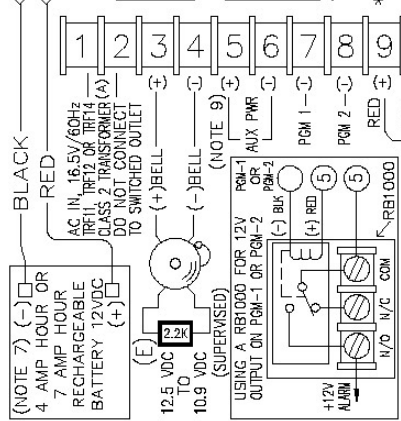 1 2 3 4 5 6 7 8 9
(+) (-) (+) (-) (-) (-) (+)
BLACK
RED
AC IN, 16.5V/60Hz
TRF11, TRF12 OR TRF14
CLASS 2 TRANSFORMER(A)
DO NOT CONNECT
TO SWITCHED OUTLET
(+)BELL
(-)BELL
(NOTE 9)
AUX PWR
PGM 1
PGM 2
RED
(NOTE 7) (-)
4 AMP HOUR OR
7 AMP HOUR
RECHARGEABLE
BATTERY 12VDC
(+)
(E)
2.2K
12.5 VDC
TO
10.9 VDC
(SUPERVISED)
USING A RB1000 FOR 12V
OUTPUT ON PGM-1 OR PGM-2
PGM-1
OR
PGM-2
5 5
(-) BLK
(+) RED
RB1000
N/O N/C COM
+12V
ALARM